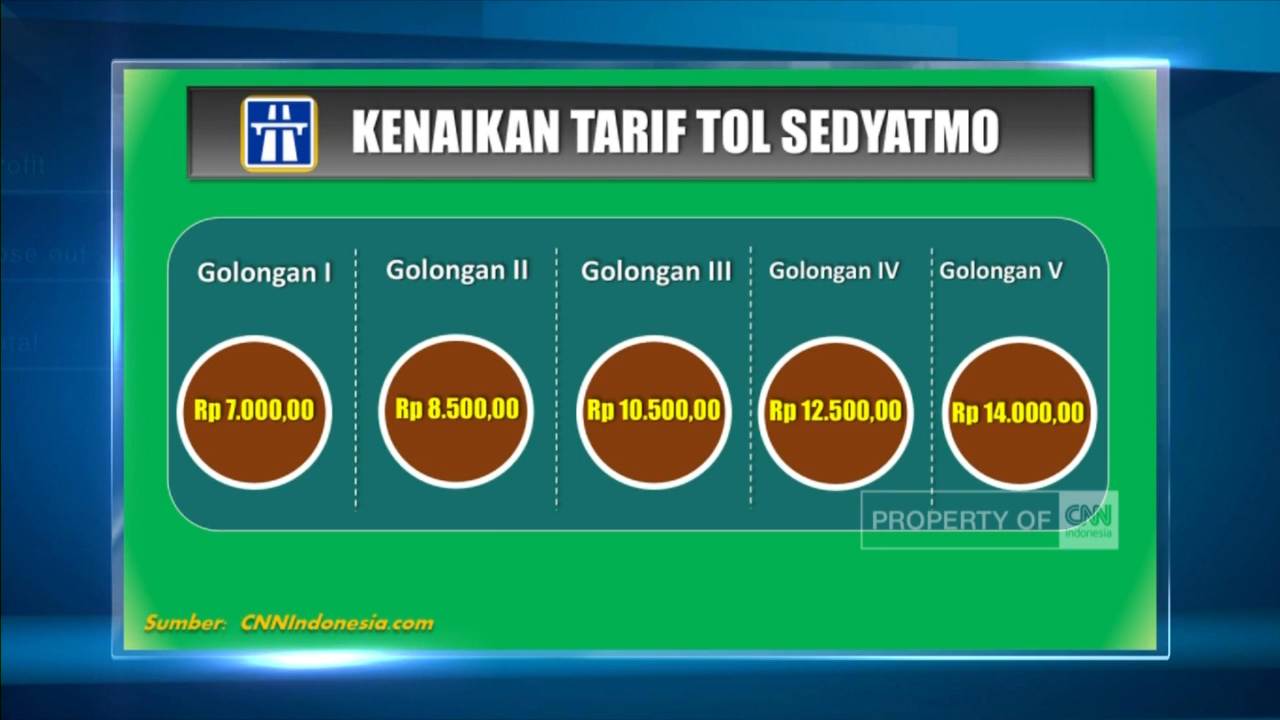 KENAIKAN TARIF TOL SEDYATMO
Golongan I
Golongan II
Golongan III
Golongan IV
Golongan V
Rp 7.000,00
Rp 8.500,00
Rp 10.500,00
Rp 12.500,00
Rp 14.000,00
PROPERTY OF CNN Indonesia
Sumber: CNNIndonesia.com